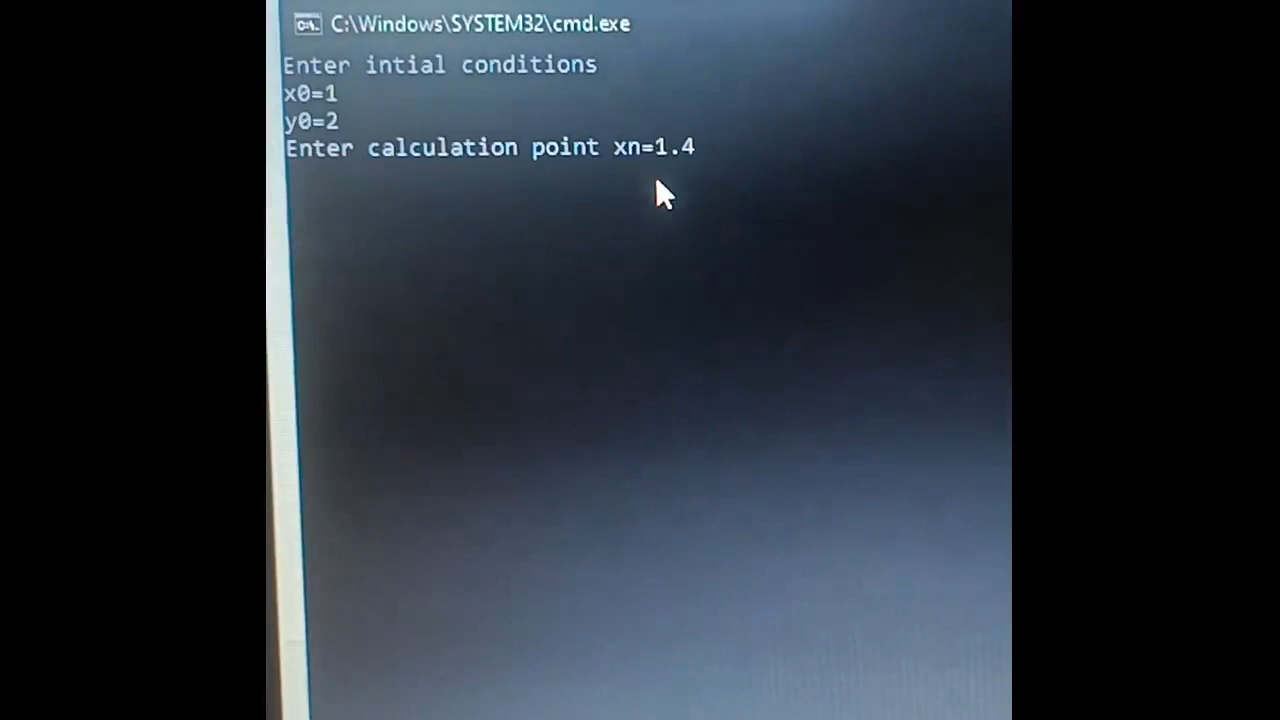 C:\Windows\SYSTEM32\cmd.exe
Enter intial conditions
x0=1
y0=2
Enter calculation point xn=1.4